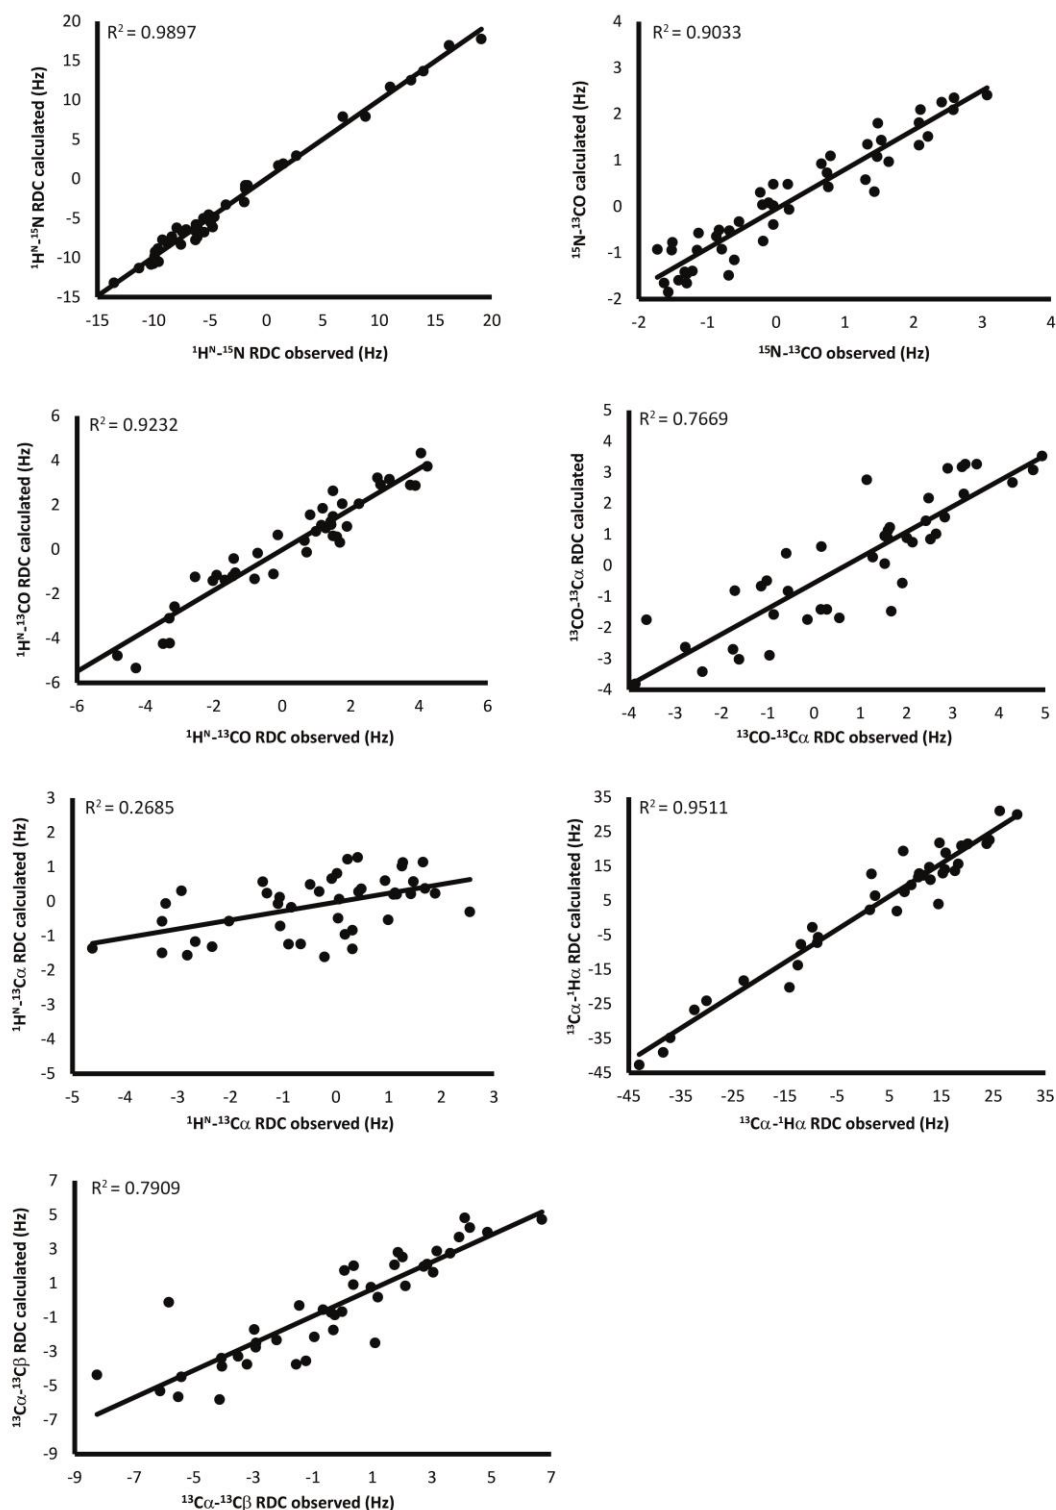 R² = 0.9897
20
15
10
5
0
-5
-10
-15
-15 -10 -5 0 5 10 15 20
¹Hᴺ-¹⁵N RDC calculated (Hz)
¹Hᴺ-¹⁵N RDC observed (Hz)
R² = 0.9033
4
3
2
1
0
-1
-2
-2 -1 0 1 2 3 4
¹⁵N-¹³CO calculated (Hz)
¹⁵N-¹³CO observed (Hz)
R² = 0.9232
6
4
2
0
-2
-4
-6
-6 -4 -2 0 2 4 6
¹Hᴺ-¹³CO RDC calculated (Hz)
¹Hᴺ-¹³CO RDC observed (Hz)
R² = 0.7669
5
4
3
2
1
0
-1
-2
-3
-4
-4 -3 -2 -1 0 1 2 3 4 5
¹³CO-¹³Cα RDC calculated
¹³CO-¹³Cα RDC observed (Hz)
R² = 0.2685
3
2
1
0
-1
-2
-3
-4
-5
-5 -4 -3 -2 -1 0 1 2 3
¹Hᴺ-¹³Cα RDC calculated (Hz)
¹Hᴺ-¹³Cα RDC observed (Hz)
R² = 0.9511
35
25
15
5
-5
-15
-25
-35
-45
-45 -35 -25 -15 -5 5 15 25 35
¹³Cα-¹Hα RDC calculated (Hz)
¹³Cα-¹Hα RDC observed (Hz)
R² = 0.7909
7
5
3
1
-1
-3
-5
-7
-9
-9 -7 -5 -3 -1 1 3 5 7
¹³Cα-¹³Cβ RDC calculated (Hz)
¹³Cα-¹³Cβ RDC observed (Hz)